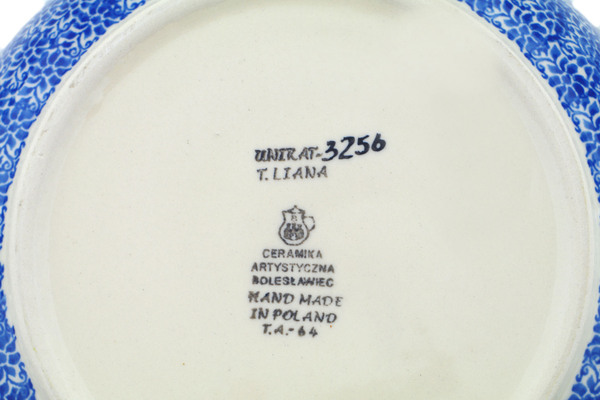 UNIKAT-3256
T. LIANA
CERAMIKA
ARTYSTYCZNA
BOLESŁAWIEC
HAND MADE
IN POLAND
T.A.-64